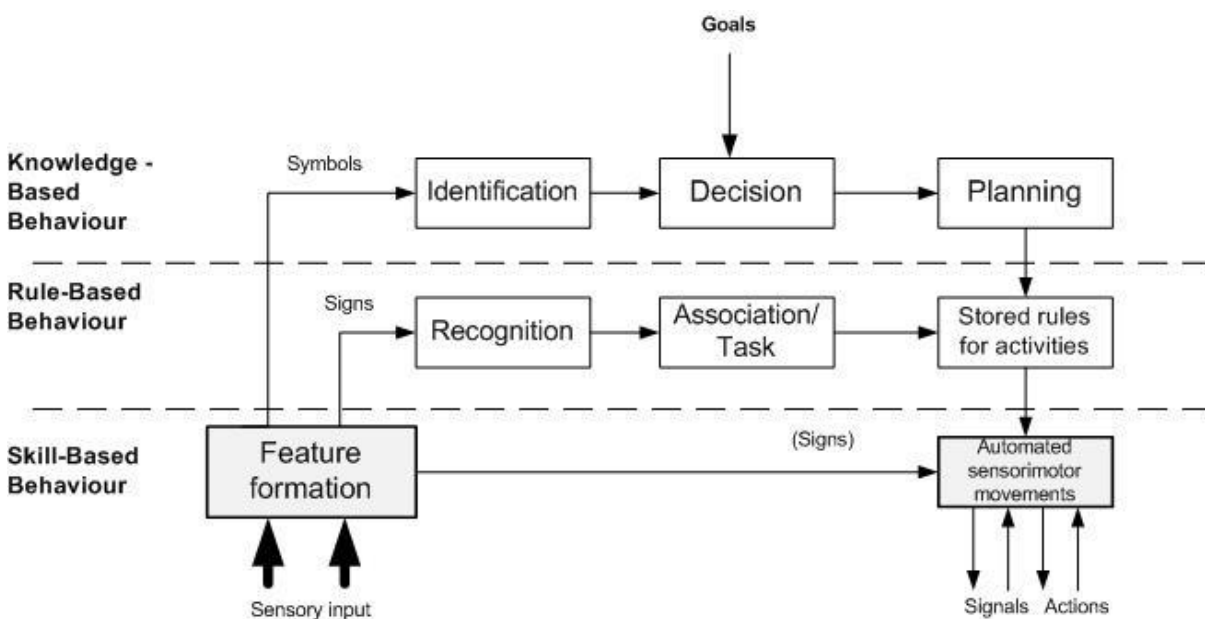 Goals
Knowledge -
Based
Behaviour
Symbols
Identification
Decision
Planning
Rule-Based
Behaviour
Signs
Recognition
Association/
Task
Stored rules
for activities
Skill-Based
Behaviour
Feature
formation
(Signs)
Automated
sensorimotor
movements
Sensory input
Signals
Actions